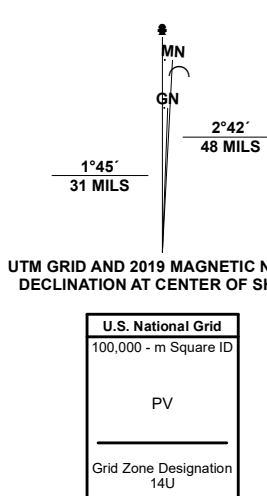 MN
GN
2°42´
48 MILS
1°45´
31 MILS
UTM GRID AND 2019 MAGNETIC N
DECLINATION AT CENTER OF SH
U.S. National Grid
100,000 - m Square ID
PV
Grid Zone Designation
14U